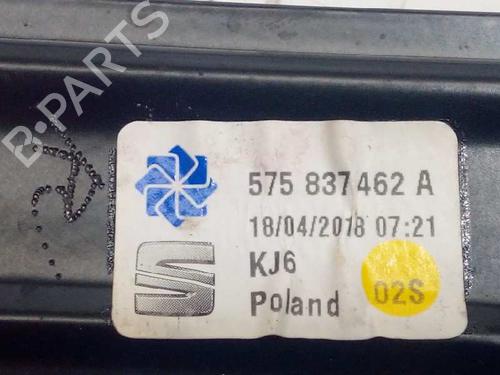 B-PARTS
575 837 462 A
18/04/2018 07:21
KJ6
Poland
02S